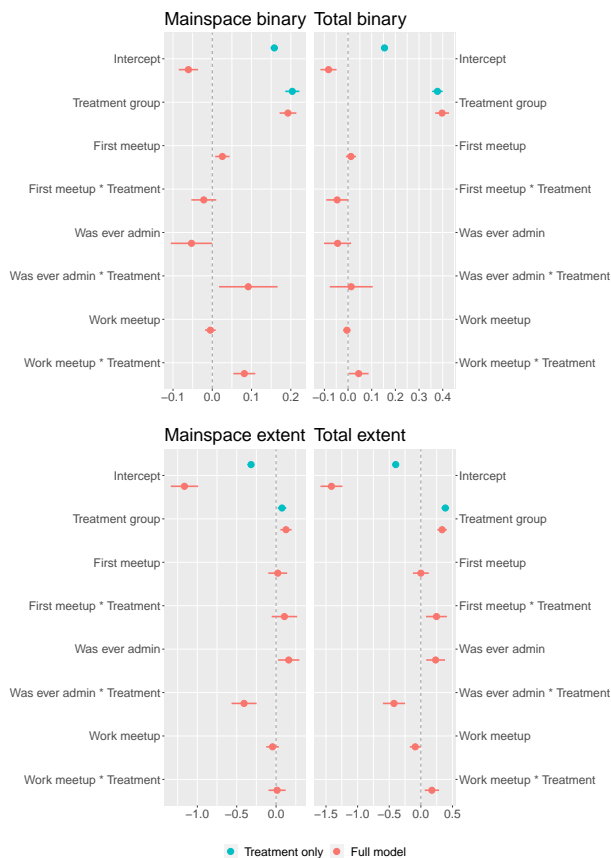 Mainspace binary Total binary
Intercept Intercept
Treatment group Treatment group
First meetup First meetup
First meetup * Treatment First meetup * Treatment
Was ever admin Was ever admin
Was ever admin * Treatment Was ever admin * Treatment
Work meetup Work meetup
Work meetup * Treatment Work meetup * Treatment
−0.1 0.0 0.1 0.2 −0.1 0.0 0.1 0.2 0.3 0.4
Mainspace extent Total extent
Intercept Intercept
Treatment group Treatment group
First meetup First meetup
First meetup * Treatment First meetup * Treatment
Was ever admin Was ever admin
Was ever admin * Treatment Was ever admin * Treatment
Work meetup Work meetup
Work meetup * Treatment Work meetup * Treatment
−1.0 −0.5 0.0 −1.5 −1.0 −0.5 0.0 0.5
Treatment only Full model